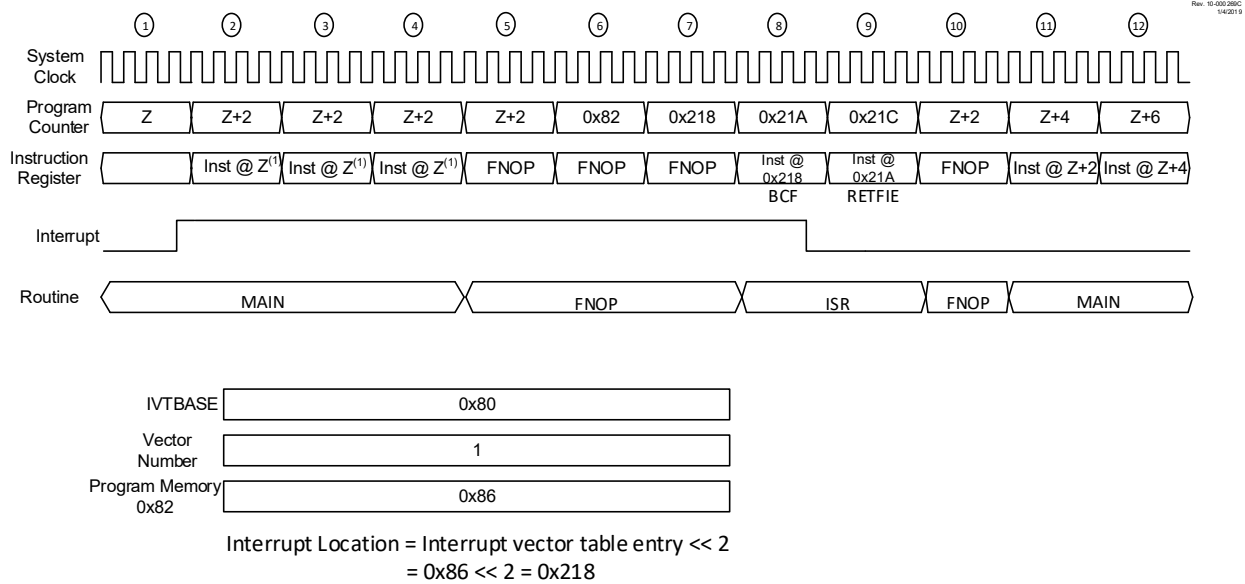 Rev. 10-000269C
1/4/2019
1 2 3 4 5 6 7 8 9 10 11 12
System
Clock
Program
Counter
Z Z+2 Z+2 Z+2 Z+2 0x82 0x218 0x21A 0x21C Z+2 Z+4 Z+6
Instruction
Register
Inst @ Z(1) Inst @ Z(1) Inst @ Z(1) FNOP FNOP FNOP Inst @ 0x218 Inst @ 0x21A FNOP Inst @ Z+2 Inst @ Z+4
BCF RETFIE
Interrupt
Routine
MAIN FNOP ISR FNOP MAIN
IVTBASE 0x80
Vector
Number
1
Program Memory
0x82
0x86
Interrupt Location = Interrupt vector table entry << 2
= 0x86 << 2 = 0x218